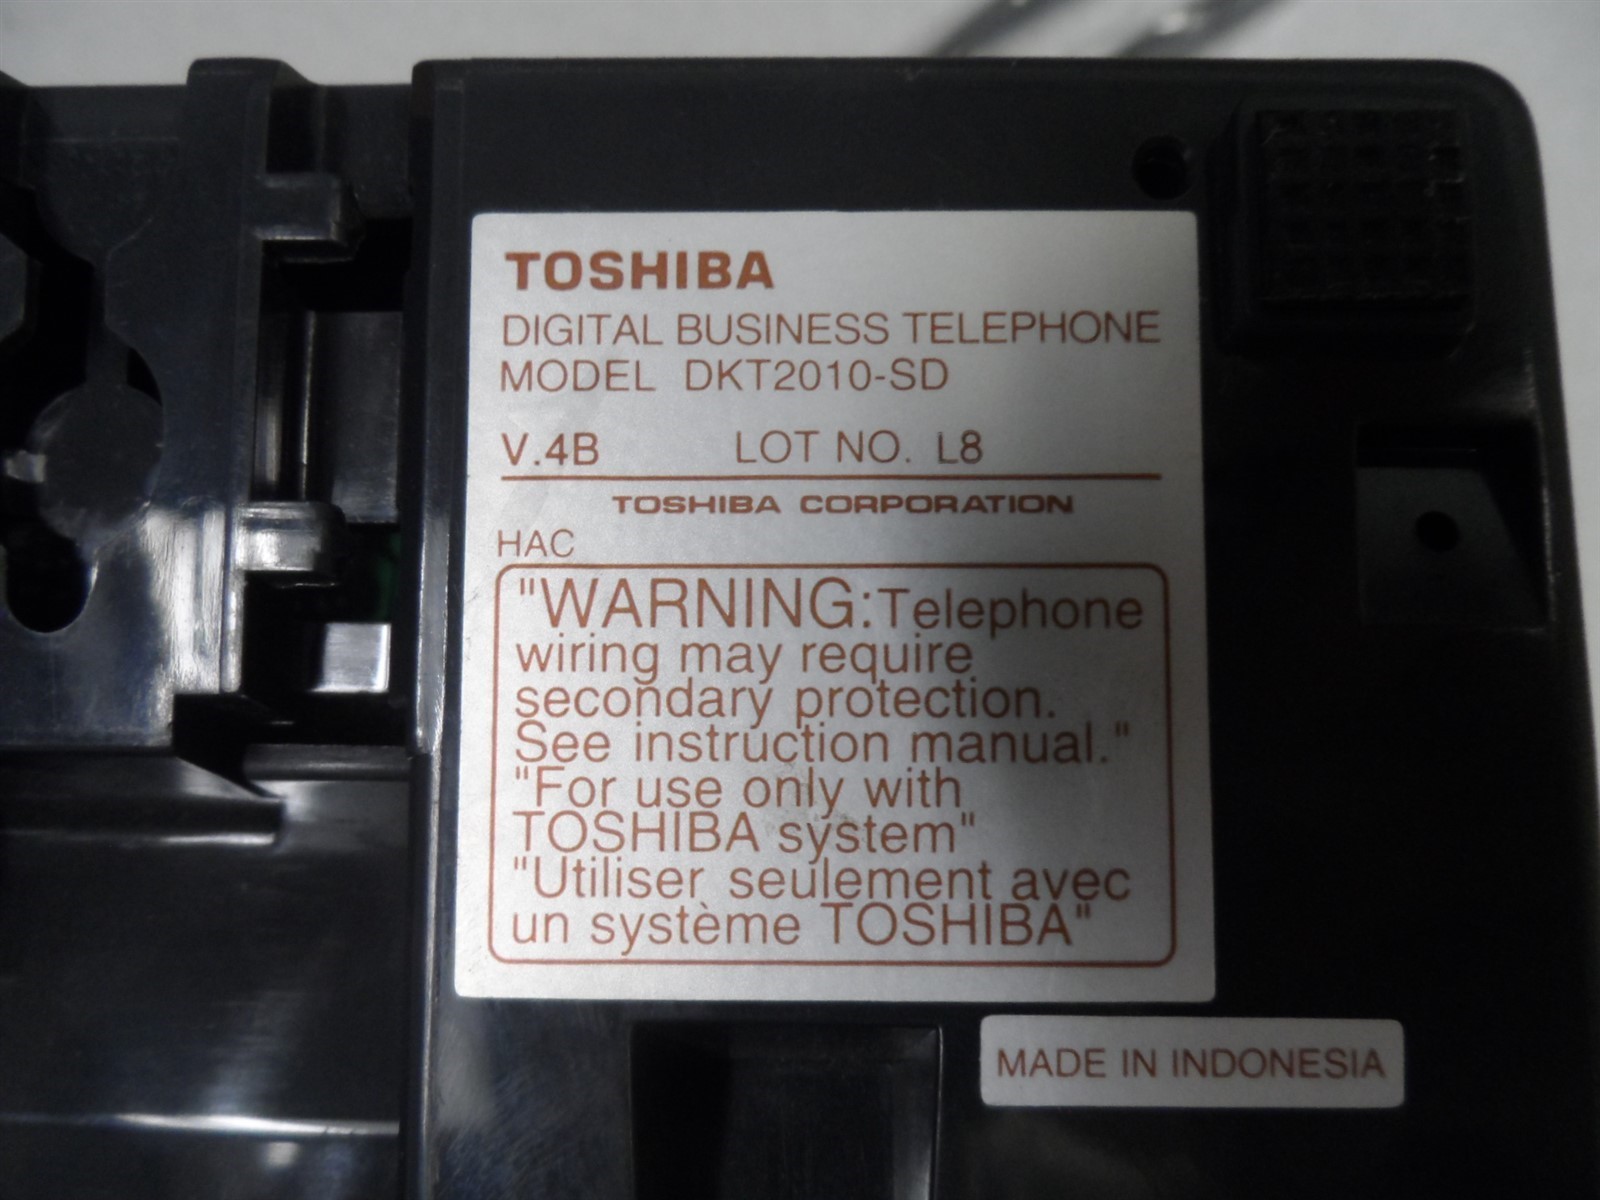 TOSHIBA
DIGITAL BUSINESS TELEPHONE
MODEL DKT2010-SD
V.4B LOT NO. L8
TOSHIBA CORPORATION
HAC
"WARNING:Telephone
wiring may require
secondary protection.
See instruction manual."
"For use only with
TOSHIBA system"
"Utiliser seulement avec
un système TOSHIBA"
MADE IN INDONESIA